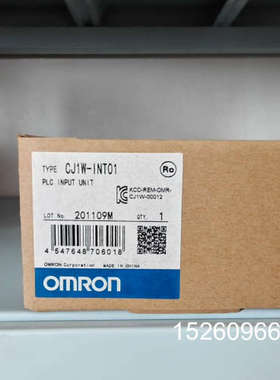 TYPE CJ1W-INT01
Ro
PLC INPUT UNIT
KCC-REM-OMR-
CJ1W-00012
LOT No. 201109M
QTY. 1
4 547648 706018
OMRON Corporation MADE IN CHINA
OMRON
15260966